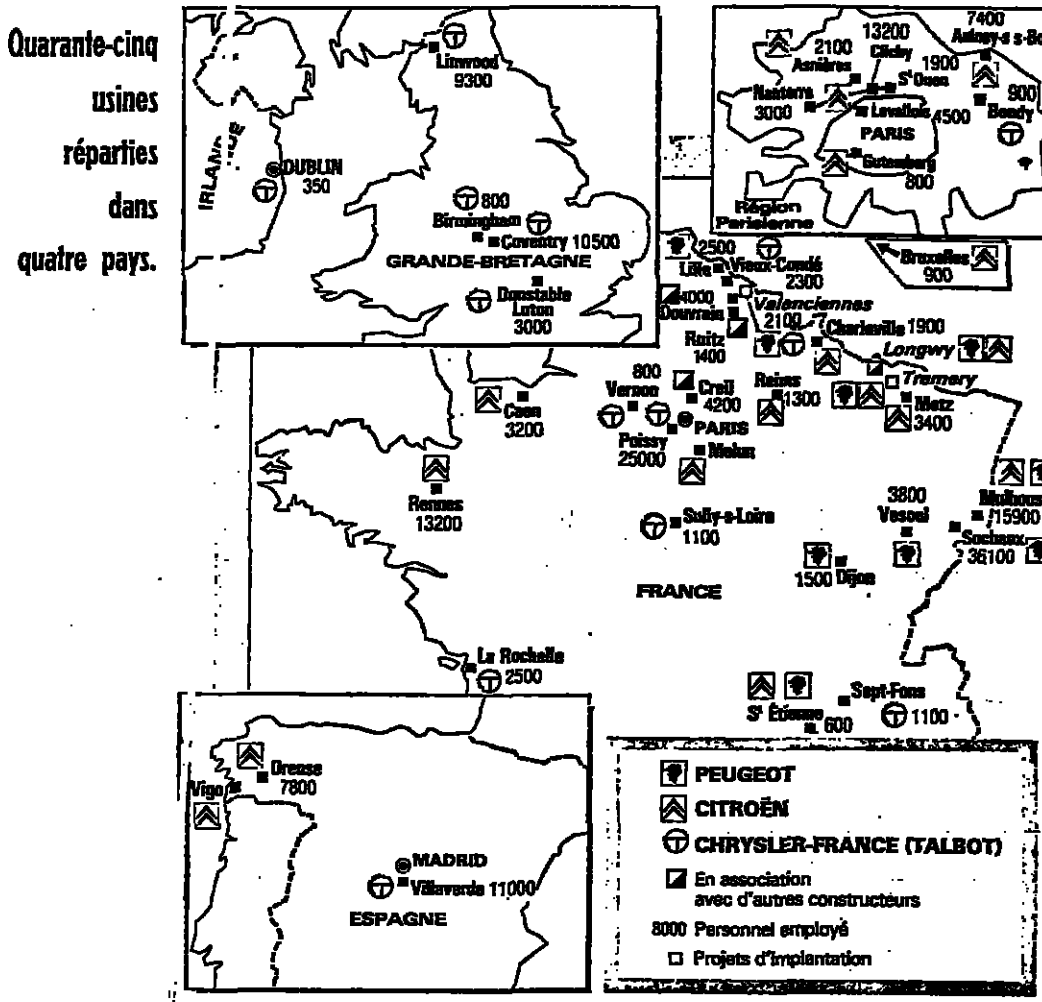 Quarante-cinq
usines
réparties
dans
quatre pays.
Linwood
9300
IRLANDE
DUBLIN
350
800
Birmingham
Coventry 10500
GRANDE-BRETAGNE
Dunstable
Luton
3000
7400
13200
2100
Clichy
Asnières
1900
St Ouen
Nanterre
3000
Levallois
4500
900
Bondy
PARIS
Gutemberg
800
Région
Parisienne
Bruxelles
900
2500
Lille
Vieux-Condé
2300
4000
Douvrain
Valenciennes
2100
Ruitz
1400
Charleville 1900
Longwy
Tremery
Metz
3400
Reims
1300
800
Vernon
Creil
4200
PARIS
Poissy
25000
Melun
Caen
3200
Rennes
13200
Sully-s-Loire
1100
3800
Vesoul
15900
Sochaux
36100
1500 Dijon
FRANCE
La Rochelle
2500
Sept-Fons
1100
St Étienne
600
Orense
7800
Vigo
MADRID
Villaverde 11000
ESPAGNE
PEUGEOT
CITROËN
CHRYSLER-FRANCE (TALBOT)
En association
avec d'autres constructeurs
8000 Personnel employé
Projets d'implantation